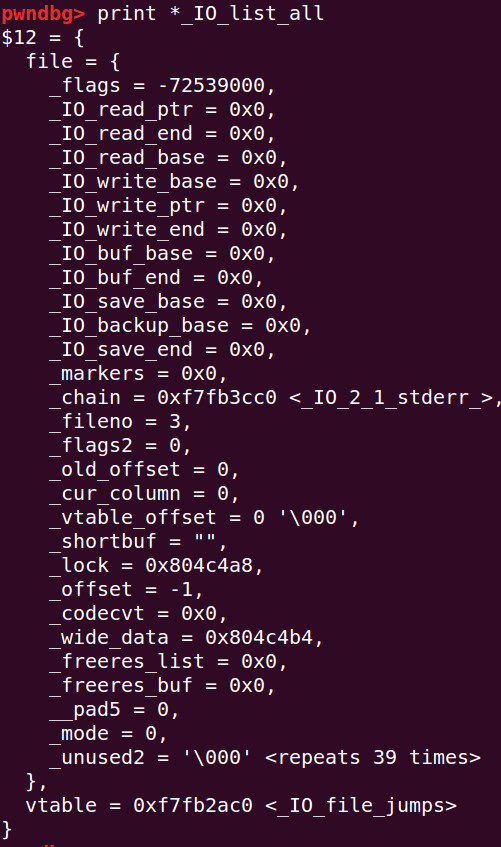 pwndbg> print *_IO_list_all
$12 = {
  file = {
    _flags = -72539000,
    _IO_read_ptr = 0x0,
    _IO_read_end = 0x0,
    _IO_read_base = 0x0,
    _IO_write_base = 0x0,
    _IO_write_ptr = 0x0,
    _IO_write_end = 0x0,
    _IO_buf_base = 0x0,
    _IO_buf_end = 0x0,
    _IO_save_base = 0x0,
    _IO_backup_base = 0x0,
    _IO_save_end = 0x0,
    _markers = 0x0,
    _chain = 0xf7fb3cc0 <_IO_2_1_stderr_>,
    _fileno = 3,
    _flags2 = 0,
    _old_offset = 0,
    _cur_column = 0,
    _vtable_offset = 0 '\000',
    _shortbuf = "",
    _lock = 0x804c4a8,
    _offset = -1,
    _codecvt = 0x0,
    _wide_data = 0x804c4b4,
    _freeres_list = 0x0,
    _freeres_buf = 0x0,
    __pad5 = 0,
    _mode = 0,
    _unused2 = '\000' <repeats 39 times>
  },
  vtable = 0xf7fb2ac0 <_IO_file_jumps>
}